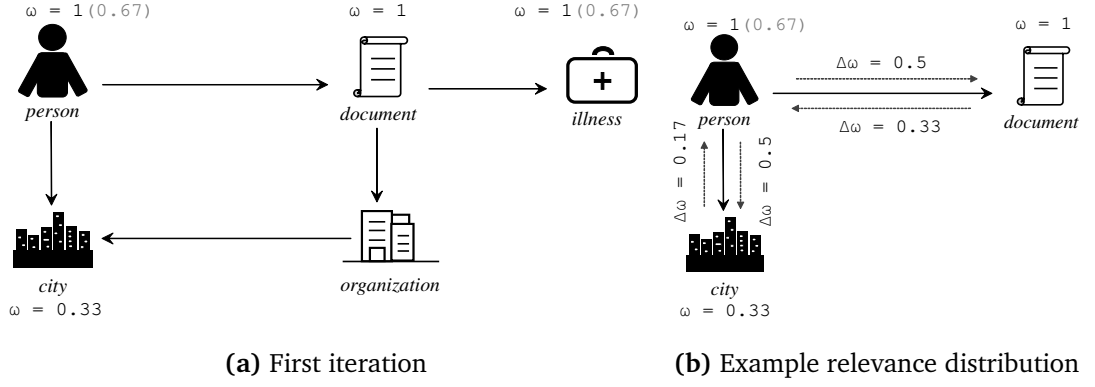 ω = 1(0.67)
ω = 1
ω = 1(0.67)
person
document
illness
city
organization
ω = 0.33
(a) First iteration
ω = 1(0.67)
ω = 1
Δω = 0.5
person
document
Δω = 0.33
Δω = 0.17
Δω = 0.5
city
ω = 0.33
(b) Example relevance distribution